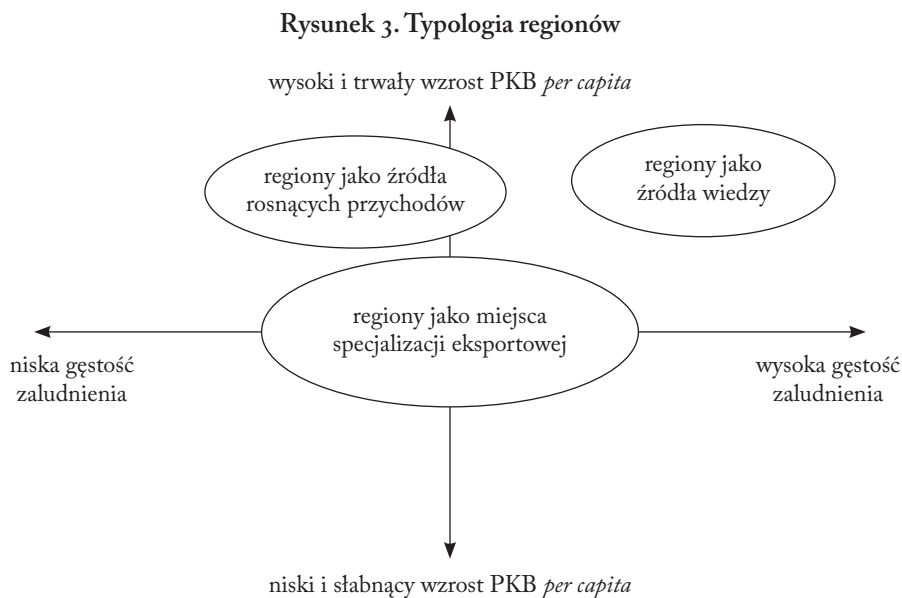 Rysunek 3. Typologia regionów
wysoki i trwały wzrost PKB per capita
regiony jako źródła
rosnących przychodów
regiony jako
źródła wiedzy
regiony jako miejsca
specjalizacji eksportowej
niska gęstość
zaludnienia
wysoka gęstość
zaludnienia
niski i słabnący wzrost PKB per capita